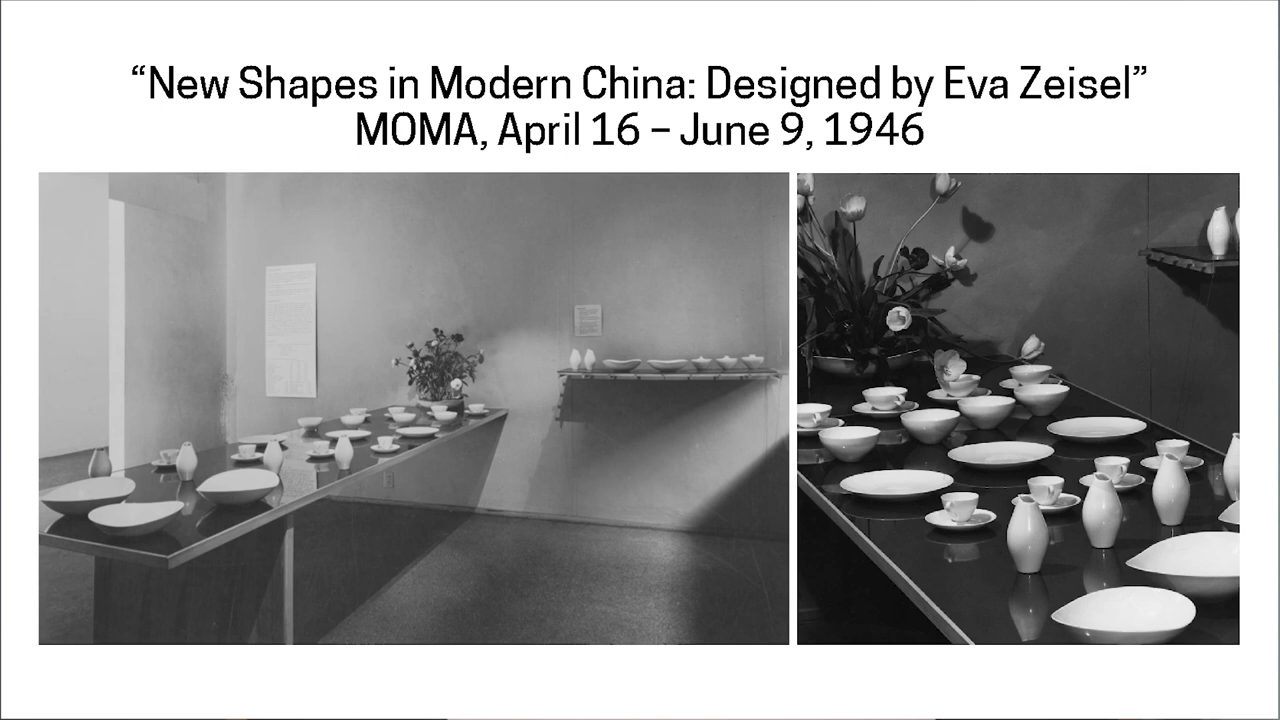 “New Shapes in Modern China: Designed by Eva Zeisel”
MOMA, April 16 – June 9, 1946